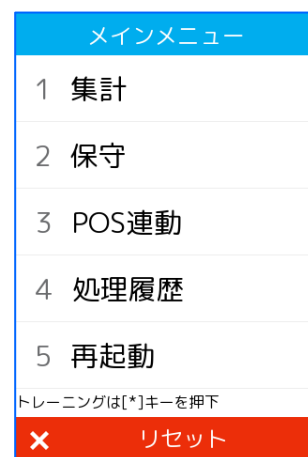 メインメニュー
1 集計
2 保守
3 POS連動
4 処理履歴
5 再起動
トレーニングは[*]キーを押下
× リセット